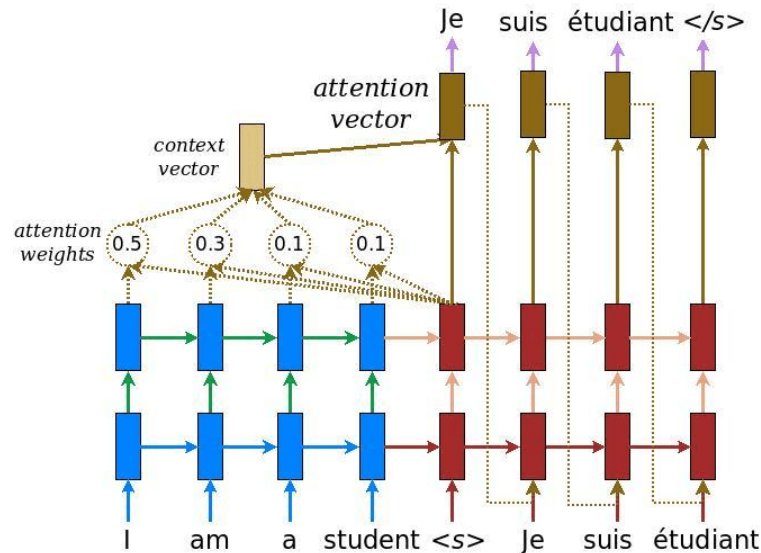 Je suis étudiant </s>
attention
vector
context
vector
attention
weights
0.5 0.3 0.1 0.1
I am a student <s> Je suis étudiant